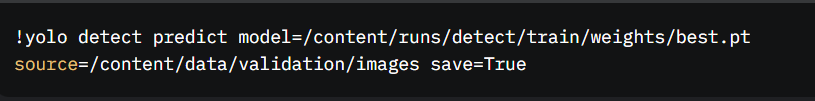 !yolo detect predict model=/content/runs/detect/train/weights/best.pt
source=/content/data/validation/images save=True